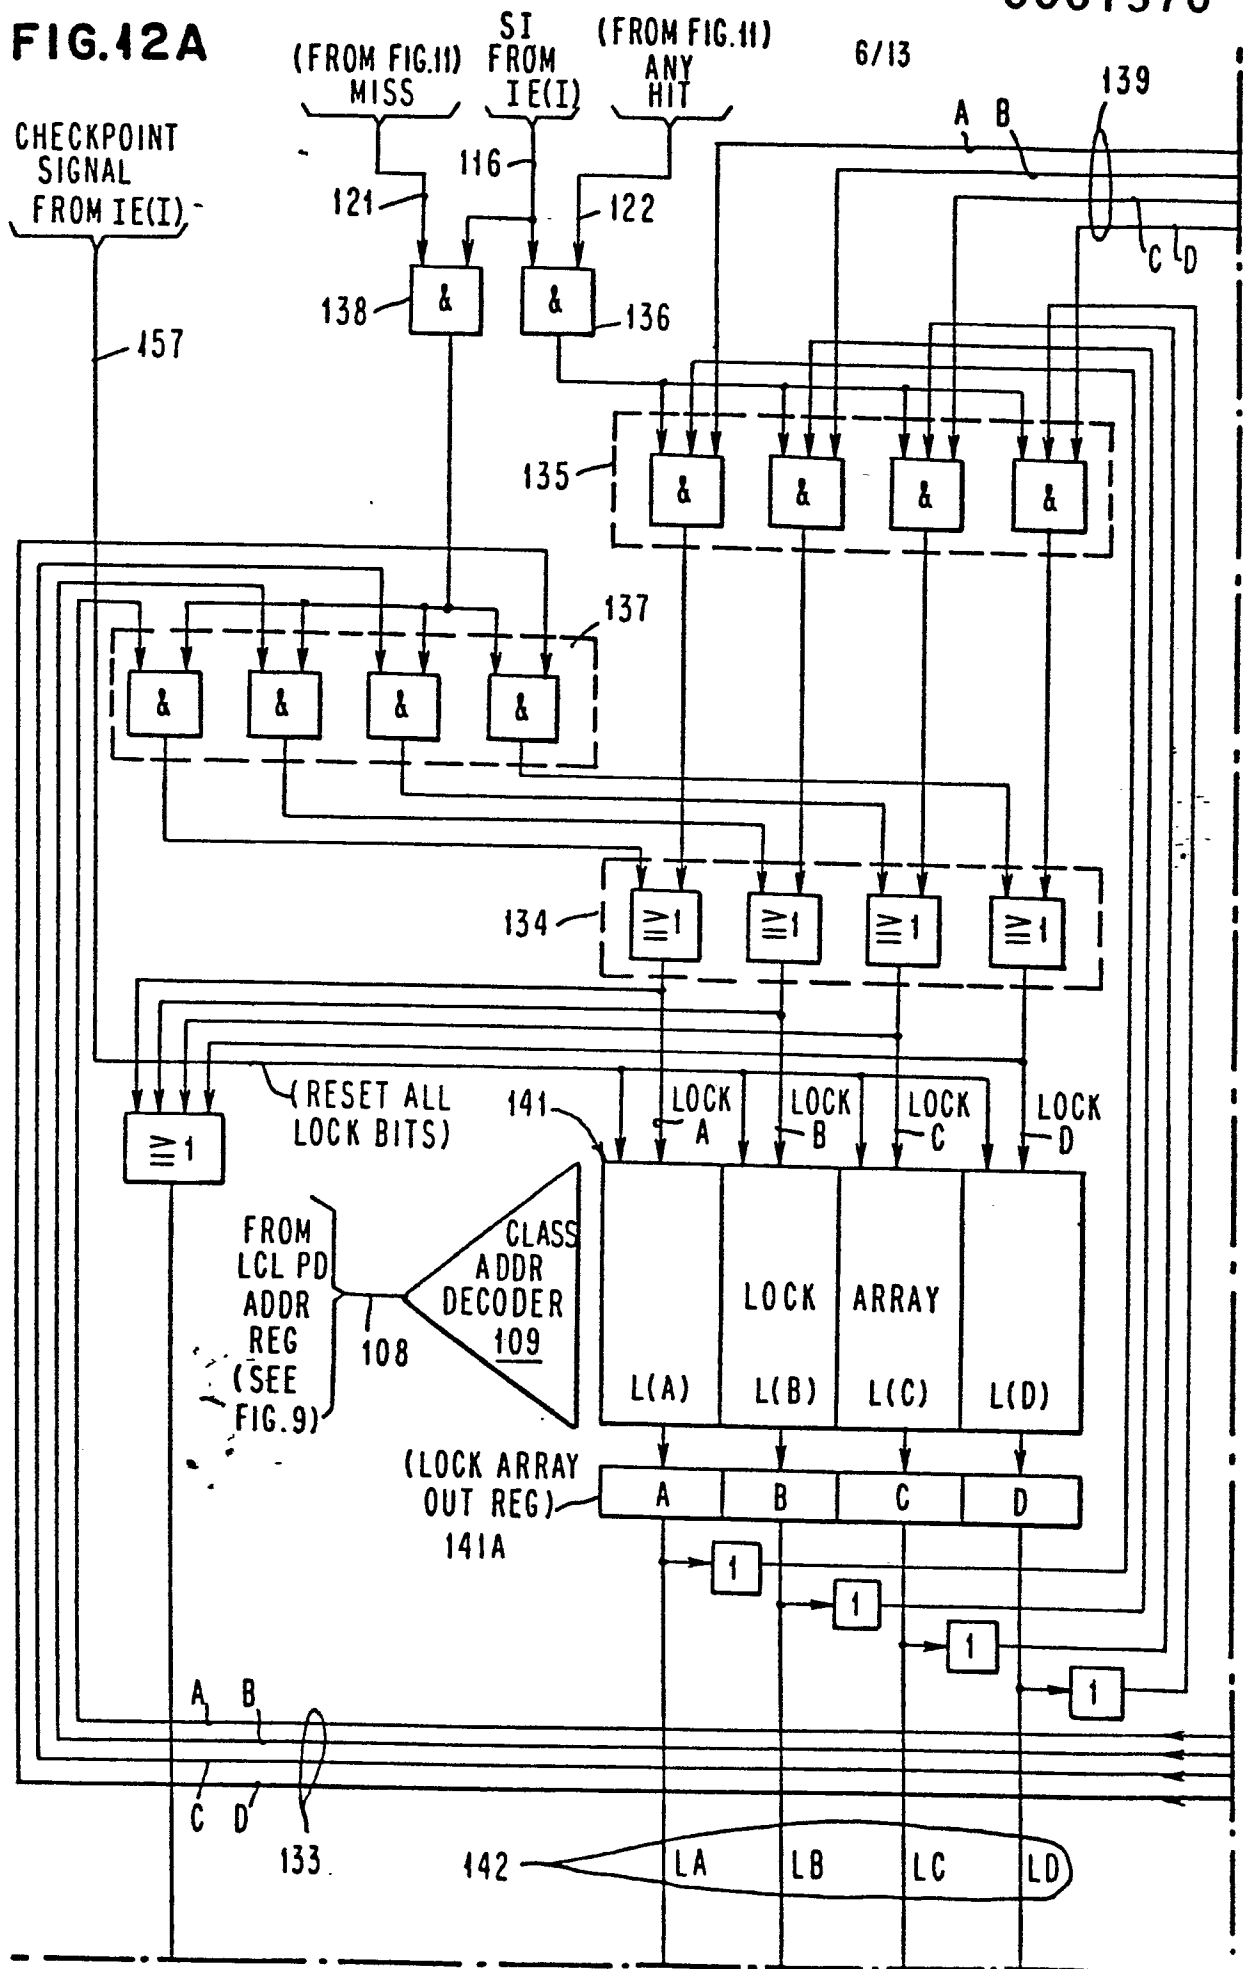 FIG.12A
6/13
(FROM FIG.11)
MISS
SI
FROM
IE(I)
(FROM FIG.11)
ANY
HIT
139
A B
C D
CHECKPOINT
SIGNAL
FROM IE(I)
121
116
122
138
&
&
136
157
135
&
&
&
&
137
&
&
&
&
134
≧1
≧1
≧1
≧1
(RESET ALL
LOCK BITS)
≧1
141
LOCK
A
LOCK
B
LOCK
C
LOCK
D
FROM
LCL PD
ADDR
REG
(SEE
FIG.9)
108
CLASS
ADDR
DECODER
109
LOCK ARRAY
L(A) L(B) L(C) L(D)
(LOCK ARRAY
OUT REG)
141A
A B C D
1
1
1
1
A B
C D
133
142
LA LB LC LD